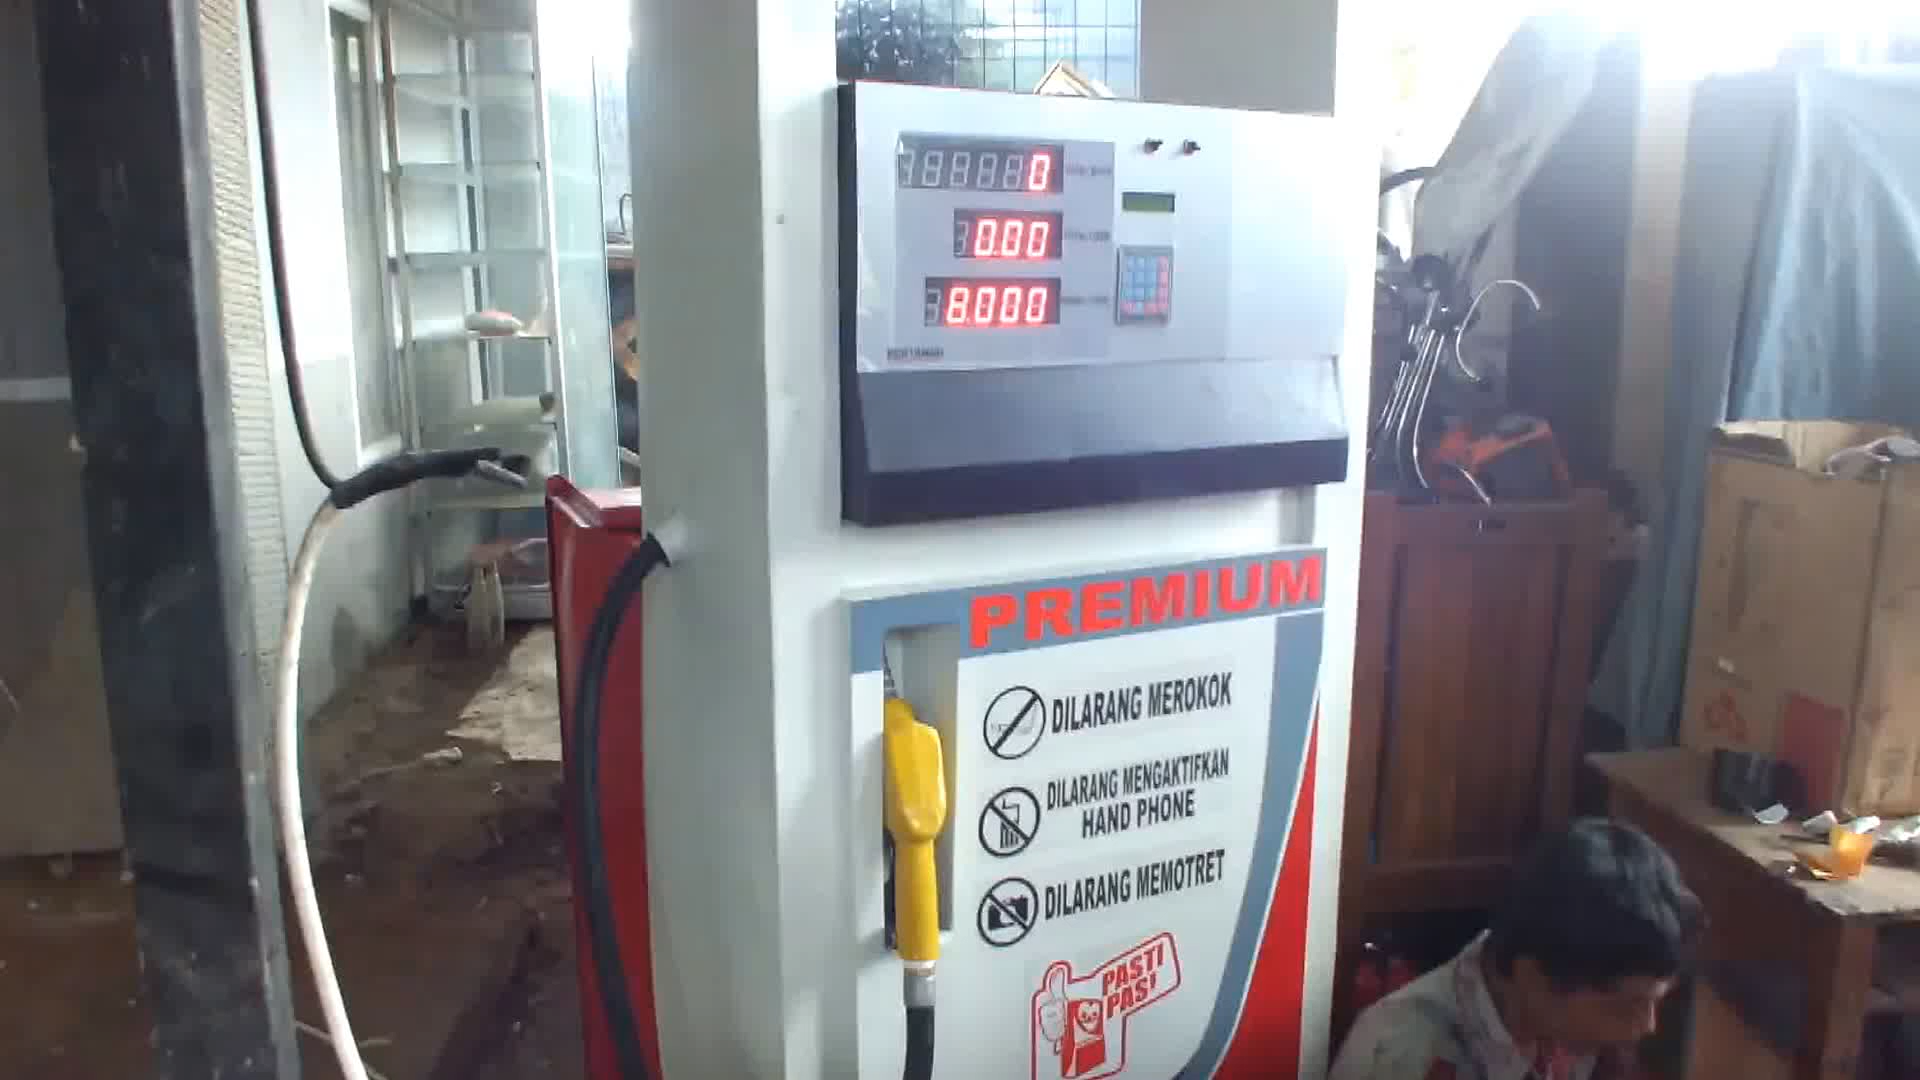 0
0.00
8.000
PREMIUM
DILARANG MEROKOK
DILARANG MENGAKTIFKAN
HAND PHONE
DILARANG MEMOTRET
PASTI
PAS!